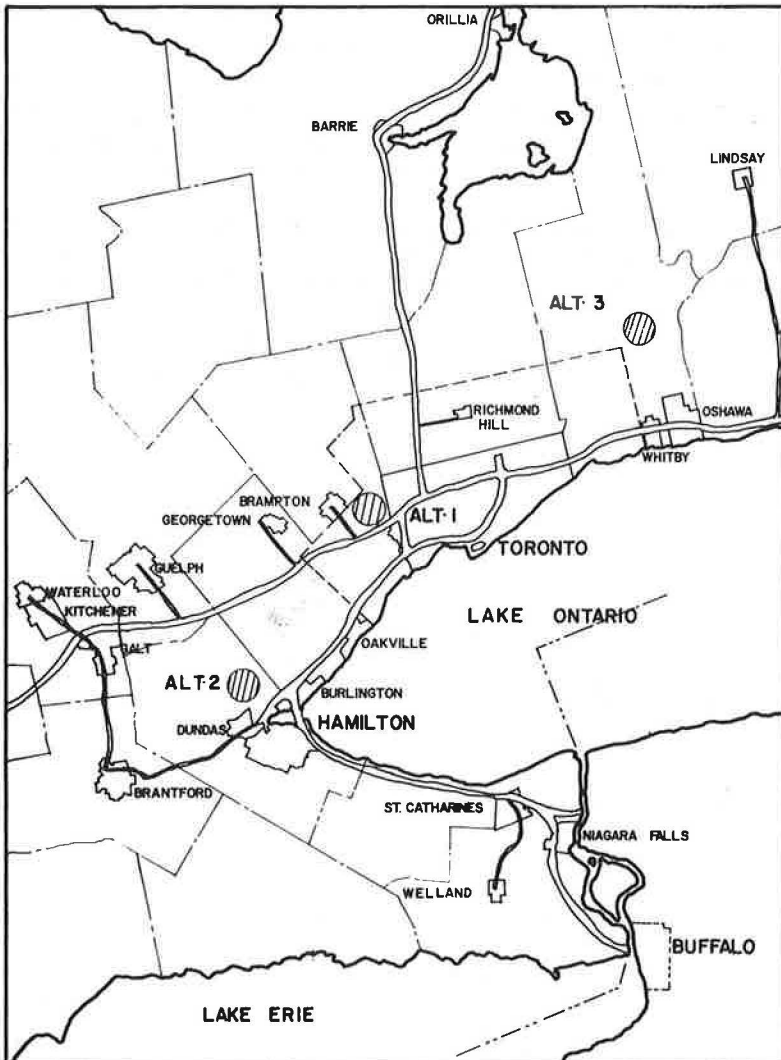 ORILLIA
BARRIE
LINDSAY
ALT· 3
RICHMOND
HILL
OSHAWA
WHITBY
BRAMPTON
GEORGETOWN
ALT·1
TORONTO
GUELPH
WATERLOO
KITCHENER
LAKE ONTARIO
GALT
OAKVILLE
ALT·2
BURLINGTON
DUNDAS
HAMILTON
BRANTFORD
ST. CATHARINES
NIAGARA FALLS
WELLAND
BUFFALO
LAKE ERIE